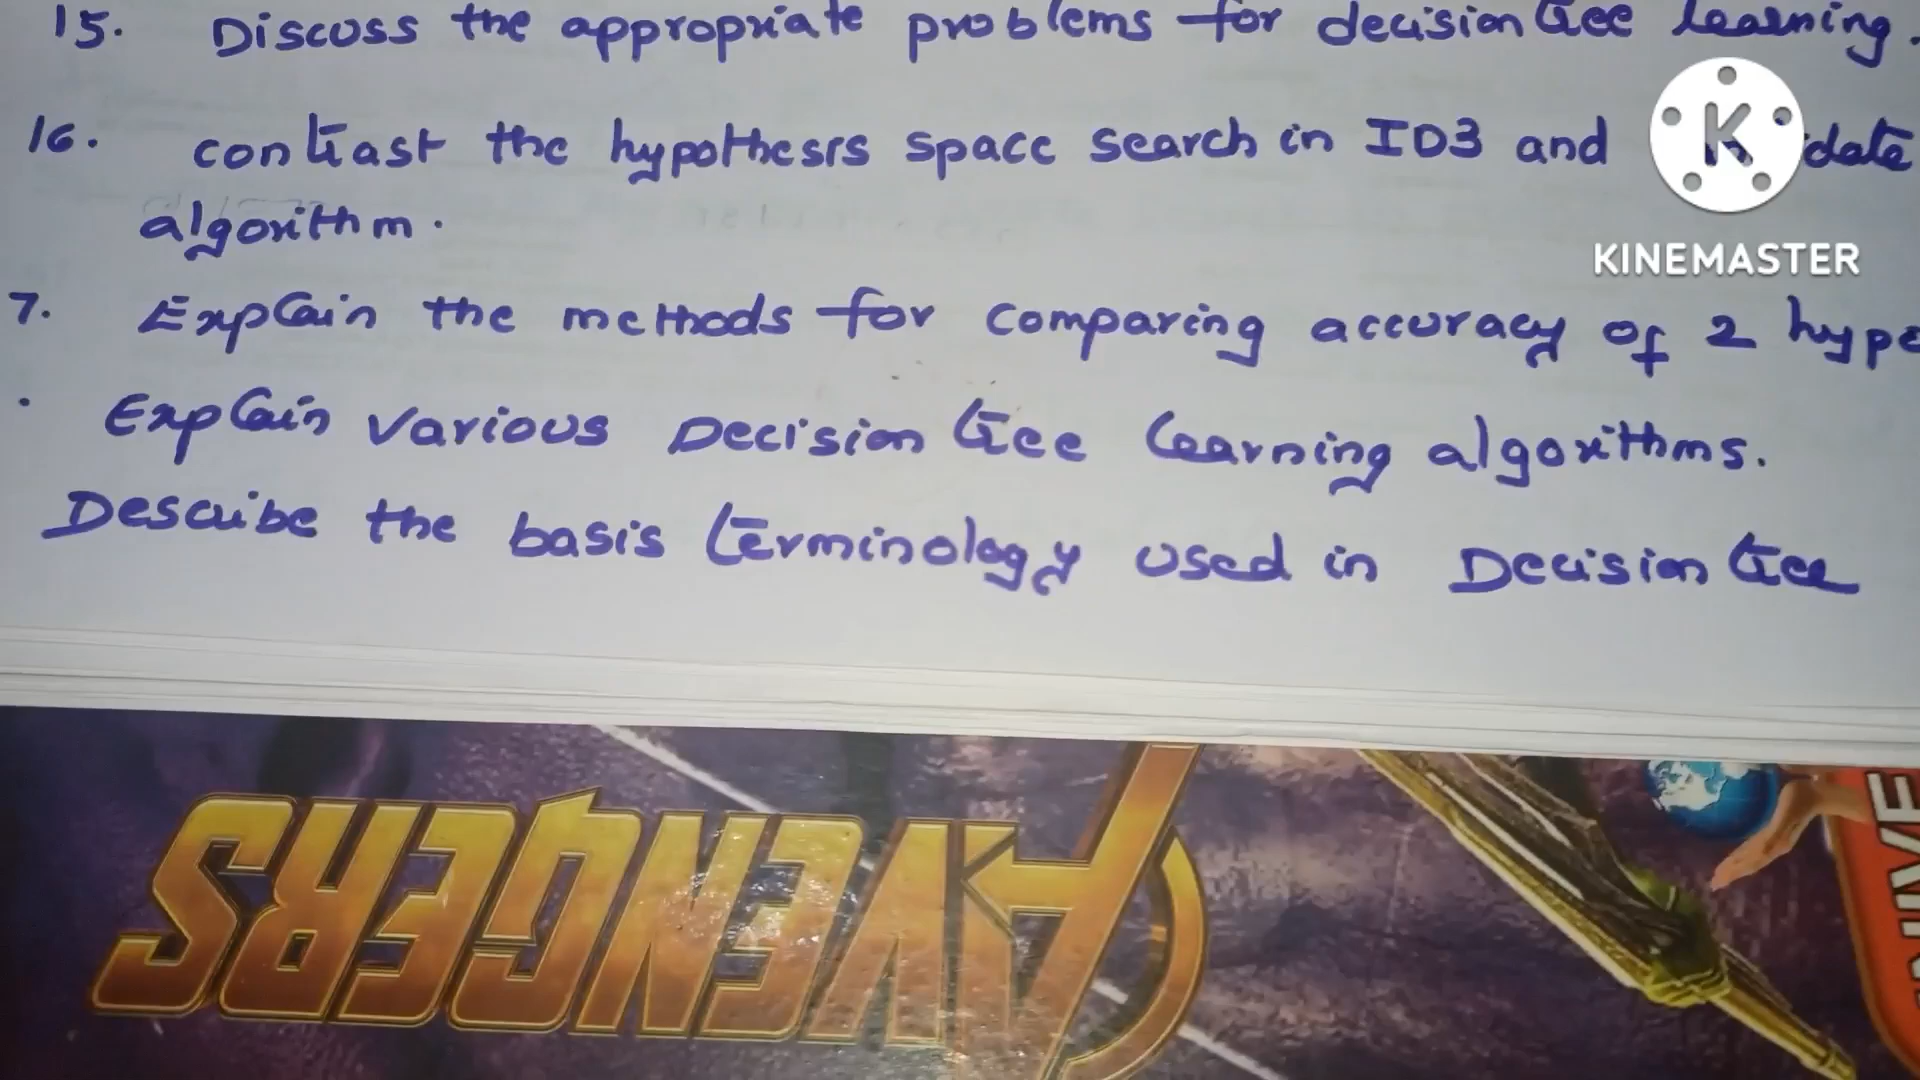 15. Discuss the appropriate problems for decision tree learning.
16. contrast the hypothesis space search in ID3 and date
algorithm.
7. Explain the methods for comparing accuracy of 2 hypo
. Explain various Decision tree learning algorithms.
Describe the basis terminology used in Decision tree
KINEMASTER
AVENGERS